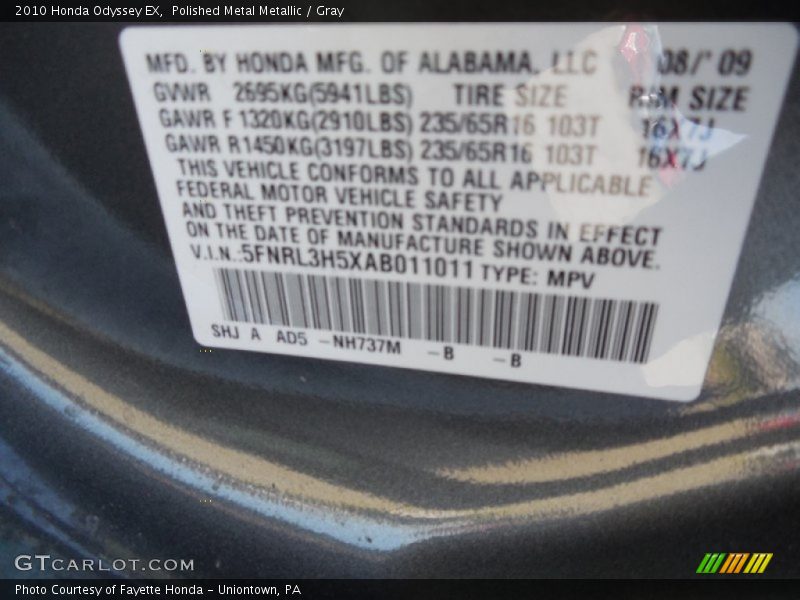 2010 Honda Odyssey EX,  Polished Metal Metallic / Gray
MFD. BY HONDA MFG. OF ALABAMA, LLC 08/' 09
GVWR 2695KG(5941LBS) TIRE SIZE RIM SIZE
GAWR F 1320KG(2910LBS) 235/65R16 103T 16X7J
GAWR R1450KG(3197LBS) 235/65R16 103T 16X7J
THIS VEHICLE CONFORMS TO ALL APPLICABLE
FEDERAL MOTOR VEHICLE SAFETY
AND THEFT PREVENTION STANDARDS IN EFFECT
ON THE DATE OF MANUFACTURE SHOWN ABOVE.
V.I.N.:5FNRL3H5XAB011011 TYPE: MPV
SHJ A AD5 -NH737M -B -B
GTCARLOT.COM
Photo Courtesy of Fayette Honda - Uniontown, PA